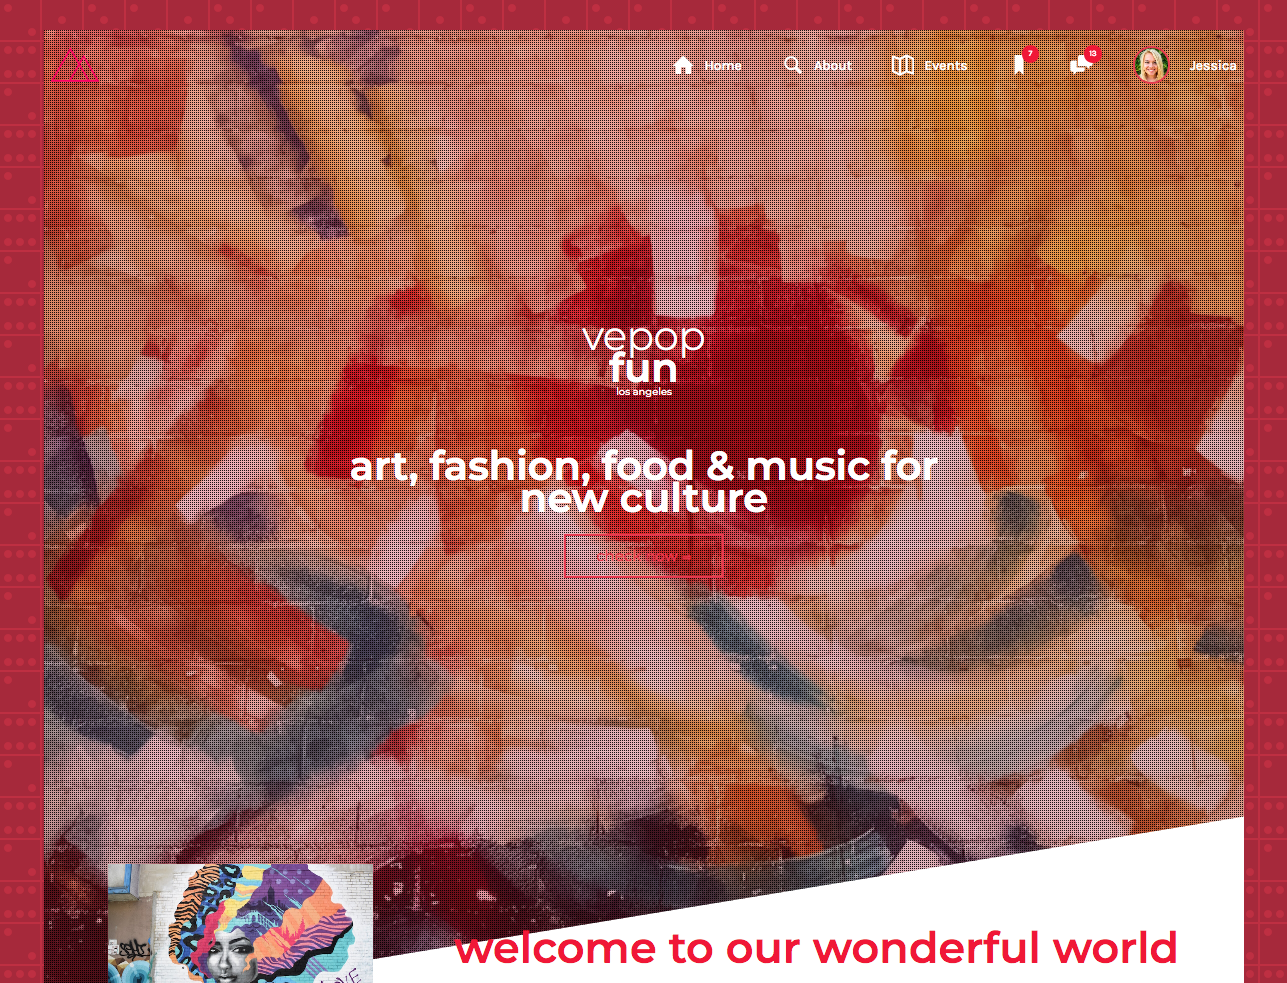 Home
About
Events
7
13
Jessica
vepop
fun
los angeles
art, fashion, food & music for
new culture
check now
welcome to our wonderful world
LOVE